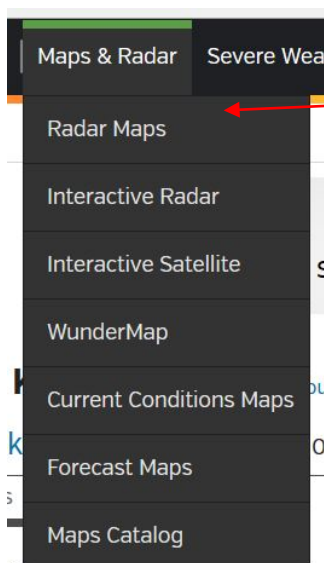 Maps & Radar Severe Wea
Radar Maps
Interactive Radar
Interactive Satellite
WunderMap
Current Conditions Maps
Forecast Maps
Maps Catalog